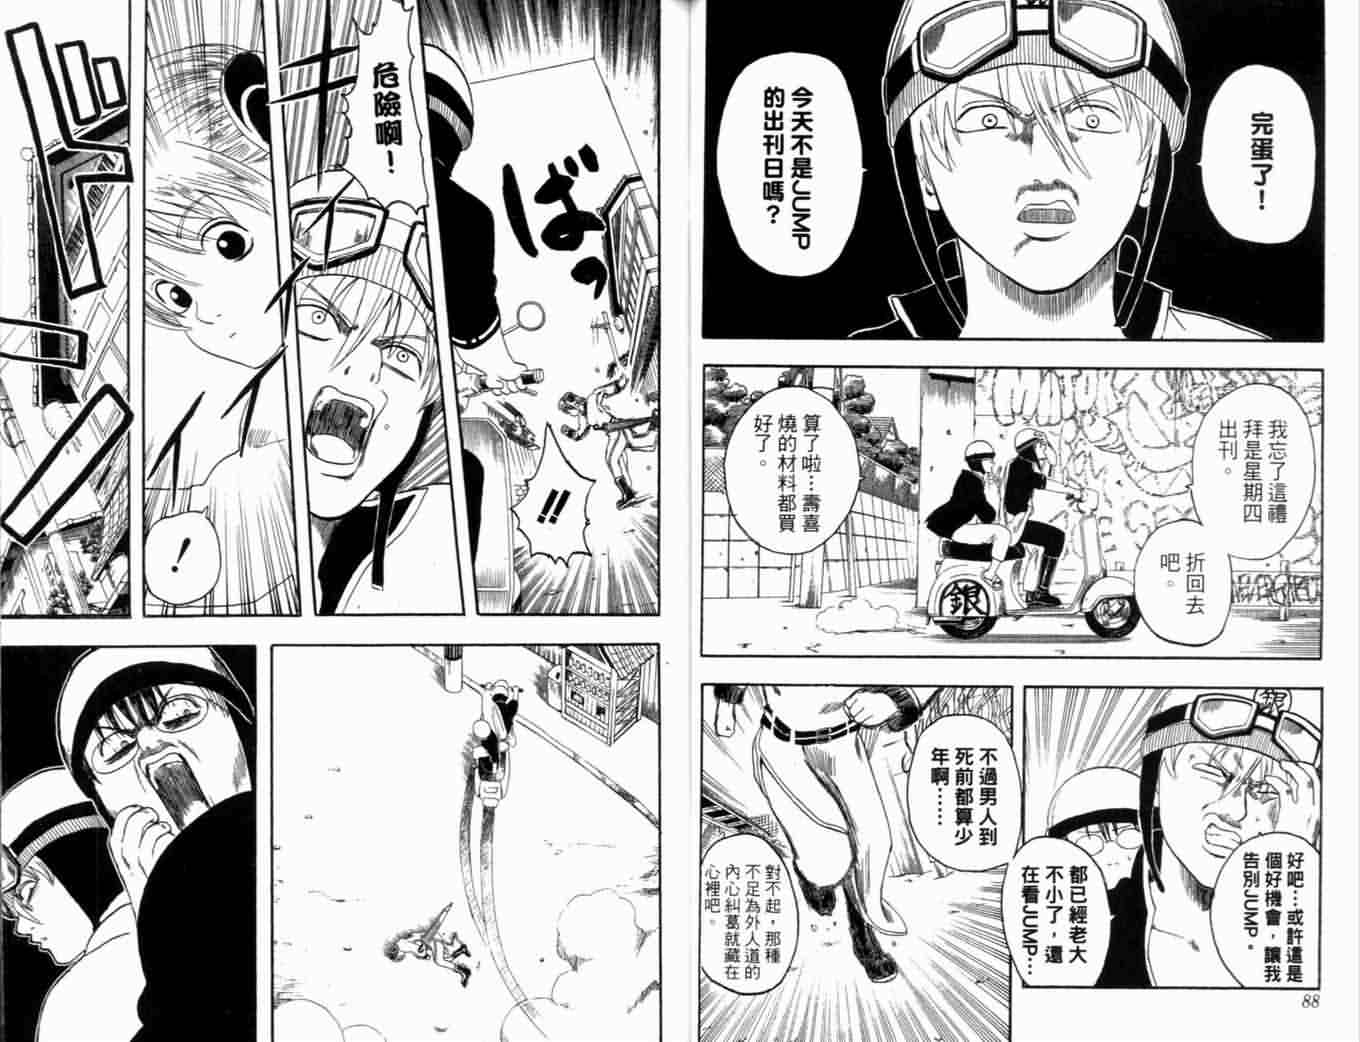 完蛋了！
今天不是JUMP
的出刊日嗎？
我忘了這禮
拜是星期四
出刊。
折回去
吧。
算了啦…壽喜
燒的材料都買
好了。
銀
銀
好吧…或許這是
個好機會，讓我
告別JUMP。
都已經老大
不小了，還
在看JUMP…
不過男人到
死前都算少
年啊……
對不起，那種
不足為外人道的
內心糾葛就藏在
心裡吧。
88
ばっ
!!
危險啊！
！